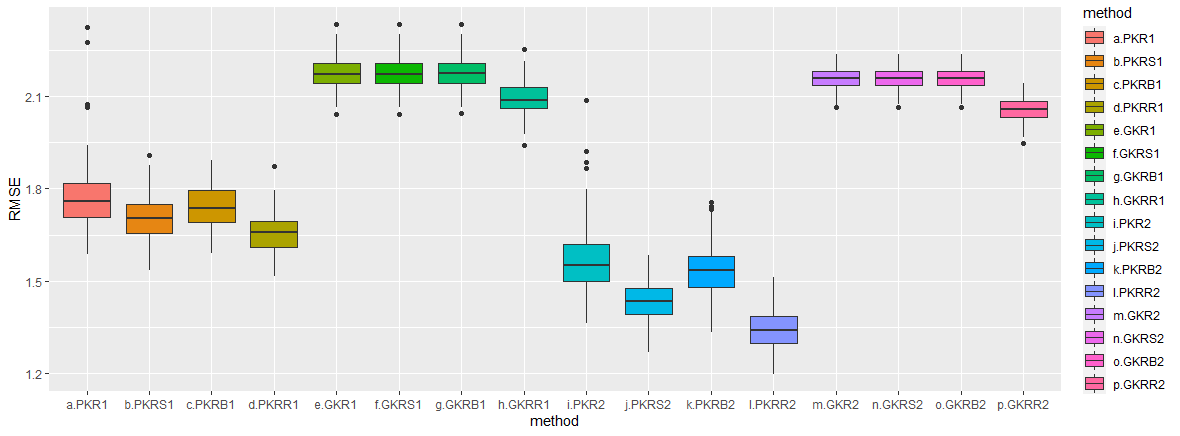 RMSE
2.1
1.8
1.5
1.2
a.PKR1 b.PKRS1 c.PKRB1 d.PKRR1 e.GKR1 f.GKRS1 g.GKRB1 h.GKRR1 i.PKR2 j.PKRS2 k.PKRB2 l.PKRR2 m.GKR2 n.GKRS2 o.GKRB2 p.GKRR2
method
method
a.PKR1
b.PKRS1
c.PKRB1
d.PKRR1
e.GKR1
f.GKRS1
g.GKRB1
h.GKRR1
i.PKR2
j.PKRS2
k.PKRB2
l.PKRR2
m.GKR2
n.GKRS2
o.GKRB2
p.GKRR2